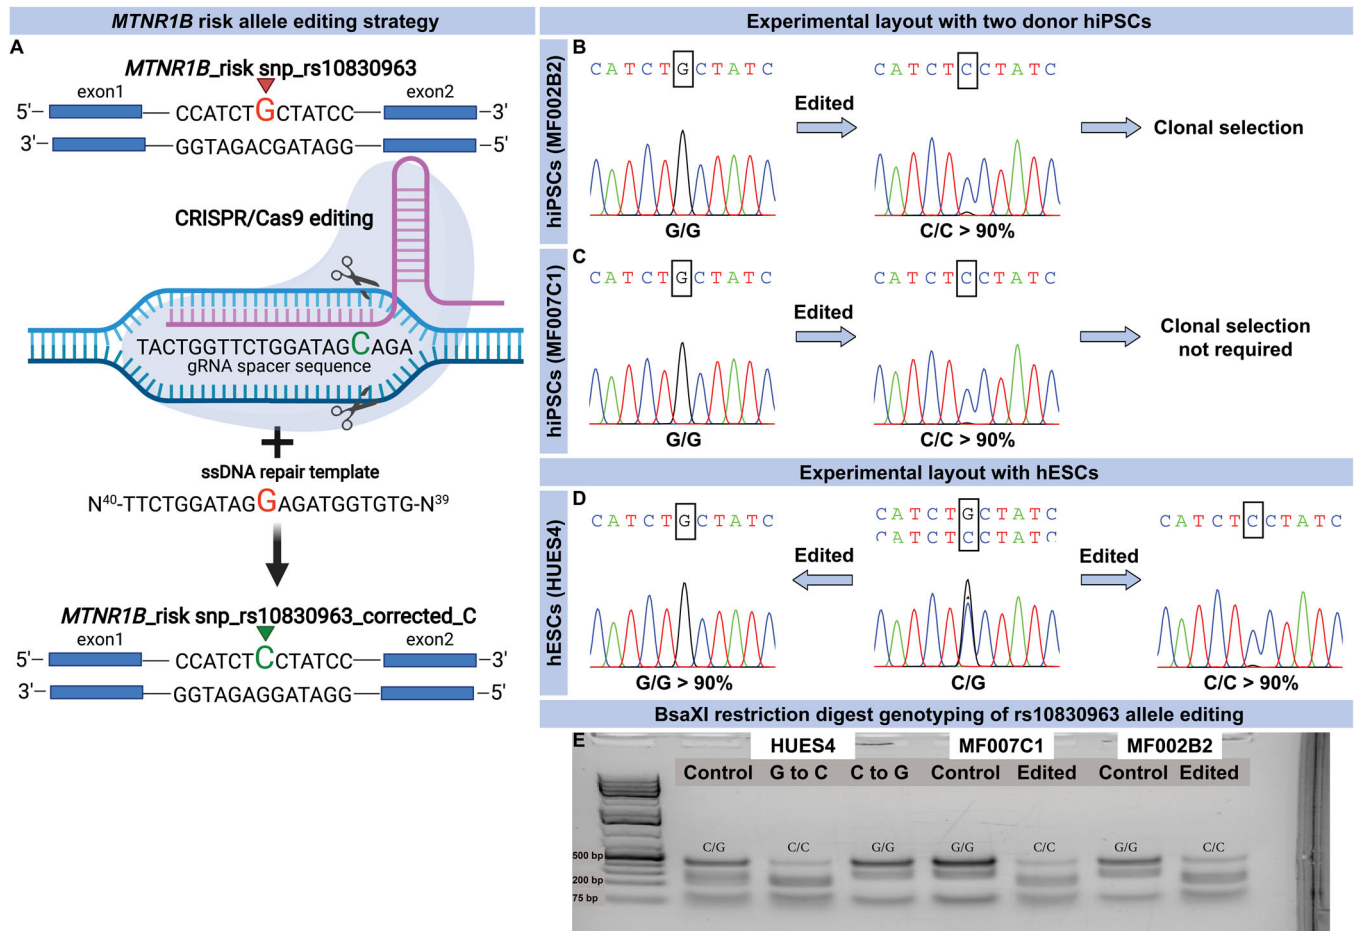 MTNR1B risk allele editing strategy
A
MTNR1B_risk snp_rs10830963
exon1
exon2
5'
CCATCTGCTATCC
3'
3'
GGTAGACGATAGG
5'
CRISPR/Cas9 editing
TACTGGTTCTGGATAGCAGA
gRNA spacer sequence
+
ssDNA repair template
N40-TTCTGGATAGGAGATGGTGTG-N39
MTNR1B_risk snp_rs10830963_corrected_C
exon1
exon2
5'
CCATCTCCTATCC
3'
3'
GGTAGAGGATAGG
5'
Experimental layout with two donor hiPSCs
B
hiPSCs (MF002B2)
CATCTGCTATC
G/G
Edited
CATCTCCTATC
C/C > 90%
Clonal selection
C
hiPSCs (MF007C1)
CATCTGCTATC
G/G
Edited
CATCTCCTATC
C/C > 90%
Clonal selection
not required
Experimental layout with hESCs
D
hESCs (HUES4)
CATCTGCTATC
G/G > 90%
Edited
CATCTGCTATC
CATCTCCTATC
C/G
Edited
CATCTCCTATC
C/C > 90%
BsaXI restriction digest genotyping of rs10830963 allele editing
E
HUES4 MF007C1 MF002B2
Control G to C C to G Control Edited Control Edited
C/G C/C G/G G/G C/C G/G C/C
500 bp
200 bp
75 bp